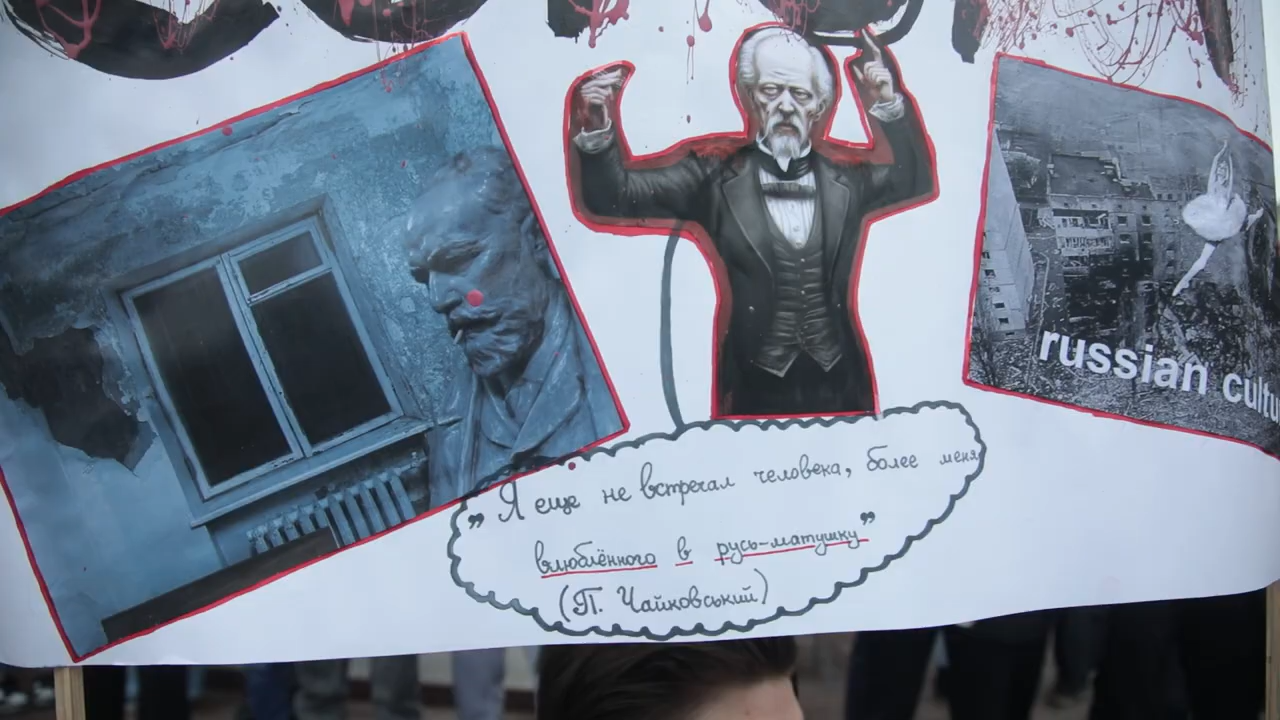 russian cultu
„Я еще не встречал человека, более меня
влюблённого в русь-матушку”
(П. Чайковський)